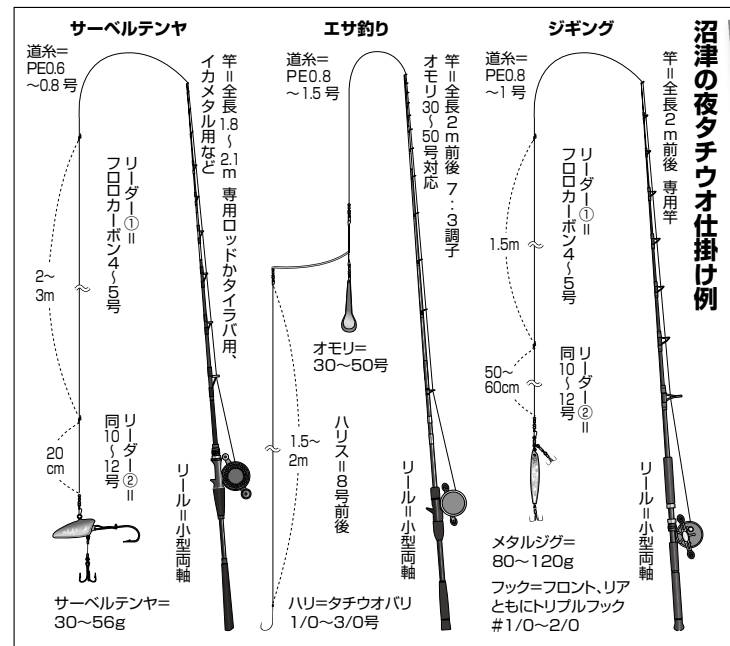 沼津の夜タチウオ仕掛け例
ジギング
竿＝全長2m前後 専用竿
道糸＝
PE0.8
～1号
リーダー①＝
フロロカーボン4～5号
1.5m
リーダー②＝
同10～12号
50～
60cm
リール＝小型両軸
メタルジグ＝
80～120g
フック＝フロント、リア
ともにトリプルフック
#1/0～2/0
エサ釣り
竿＝全長2m前後 7：3調子
オモリ30～50号対応
道糸＝
PE0.8
～1.5号
オモリ＝
30～50号
1.5～
2m
ハリス＝8号前後
リール＝小型両軸
ハリ＝タチウオバリ
1/0～3/0号
サーベルテンヤ
竿＝全長1.8～2.1m 専用ロッドかタイラバ用、
イカメタル用など
道糸＝
PE0.6
～0.8号
リーダー①＝
フロロカーボン4～5号
2～
3m
リーダー②＝
同10～12号
20
cm
リール＝小型両軸
サーベルテンヤ＝
30～56g